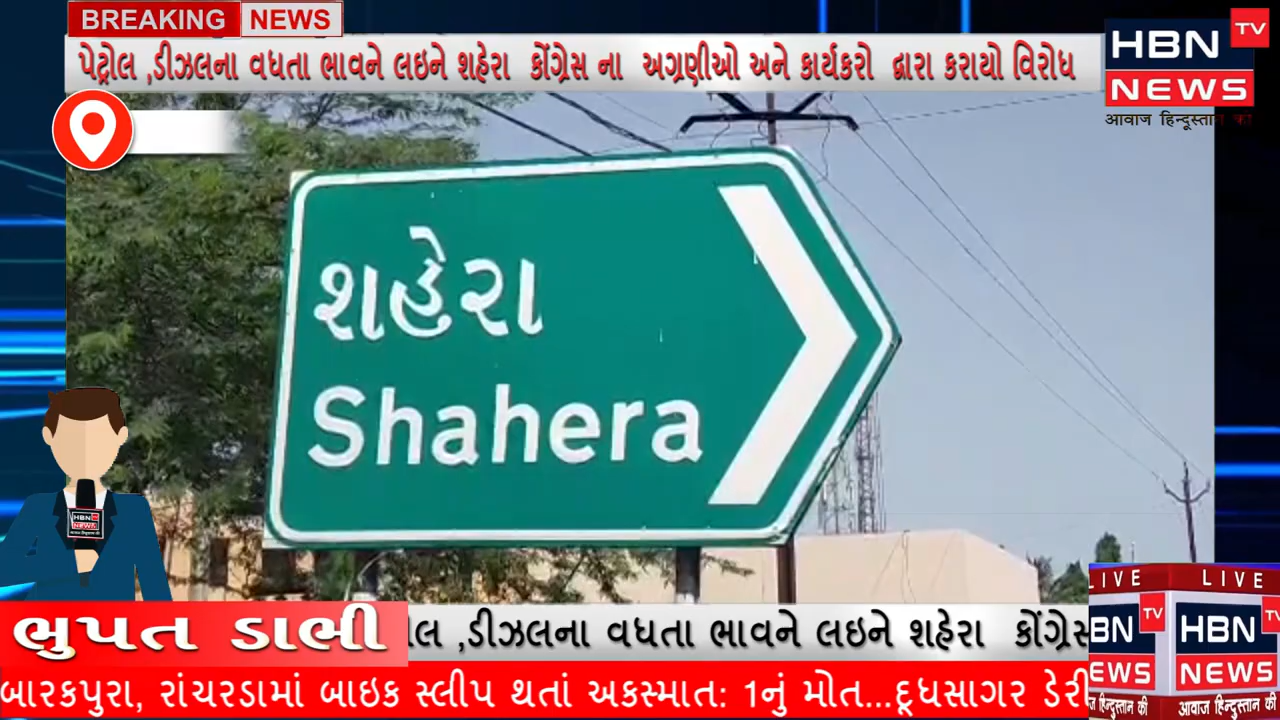 BREAKING NEWS
પેટ્રોલ ,ડીઝલના વધતા ભાવને લઇને શહેરા કોંગ્રેસ ના અગ્રણીઓ અને કાર્યકરો દ્વારા કરાયો વિરોધ
HBN TV
NEWS
आवाज हिन्दुस्तान की
શહેરા
Shahera
HBN TV
NEWS
LIVE LIVE
ભુપત ડાભી
,ડીઝલના વધતા ભાવને લઇને શહેરા કોંગ્રેસ
HBN TV
NEWS
आवाज हिन्दुस्तान की
બારકપુરા, રાંચરડામાં બાઇક સ્લીપ થતાં અકસ્માત: 1નું મોત...દૂધસાગર ડેરી